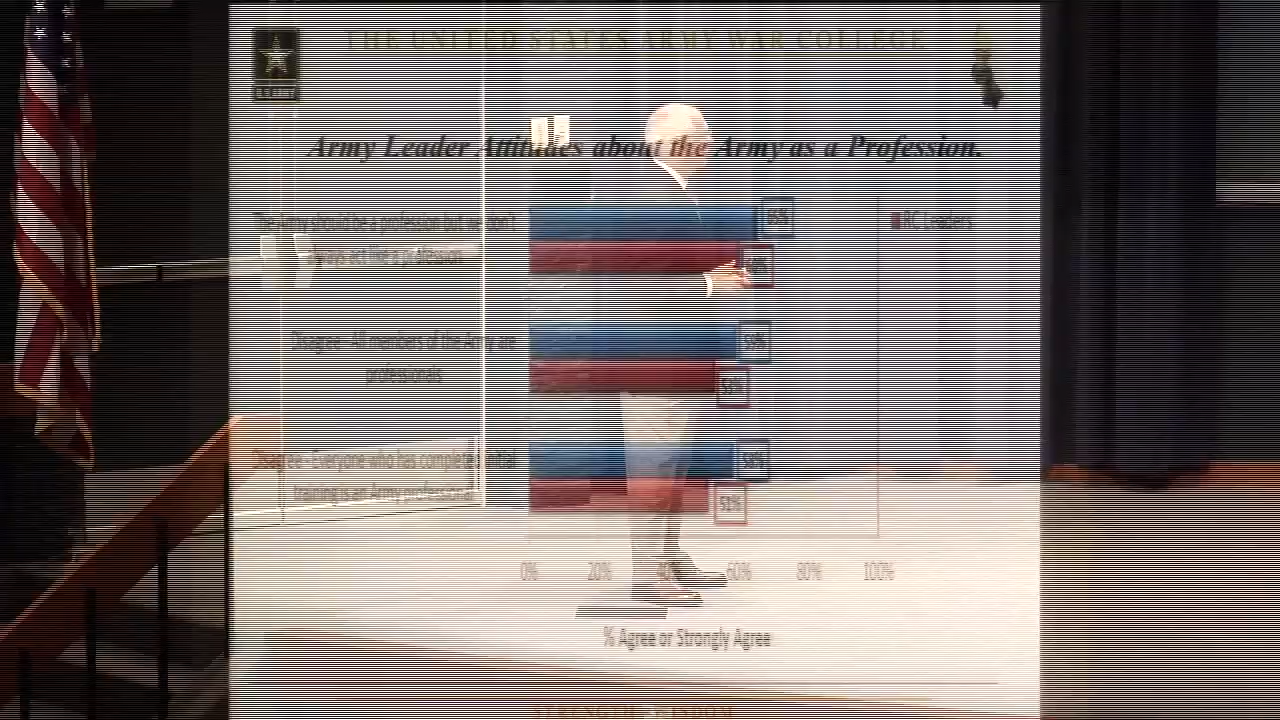 THE UNITED STATES ARMY WAR COLLEGE
Army Leader Attitudes about the Army as a Profession.
The Army should be a profession but we don't
always act like a profession
65%
RC Leaders
Disagree - All members of the Army are
professionals
59%
53%
Disagree - Everyone who has completed initial
training is an Army professional
58%
51%
0% 20% 40% 60% 80% 100%
% Agree or Strongly Agree
STRENGTH WISDOM